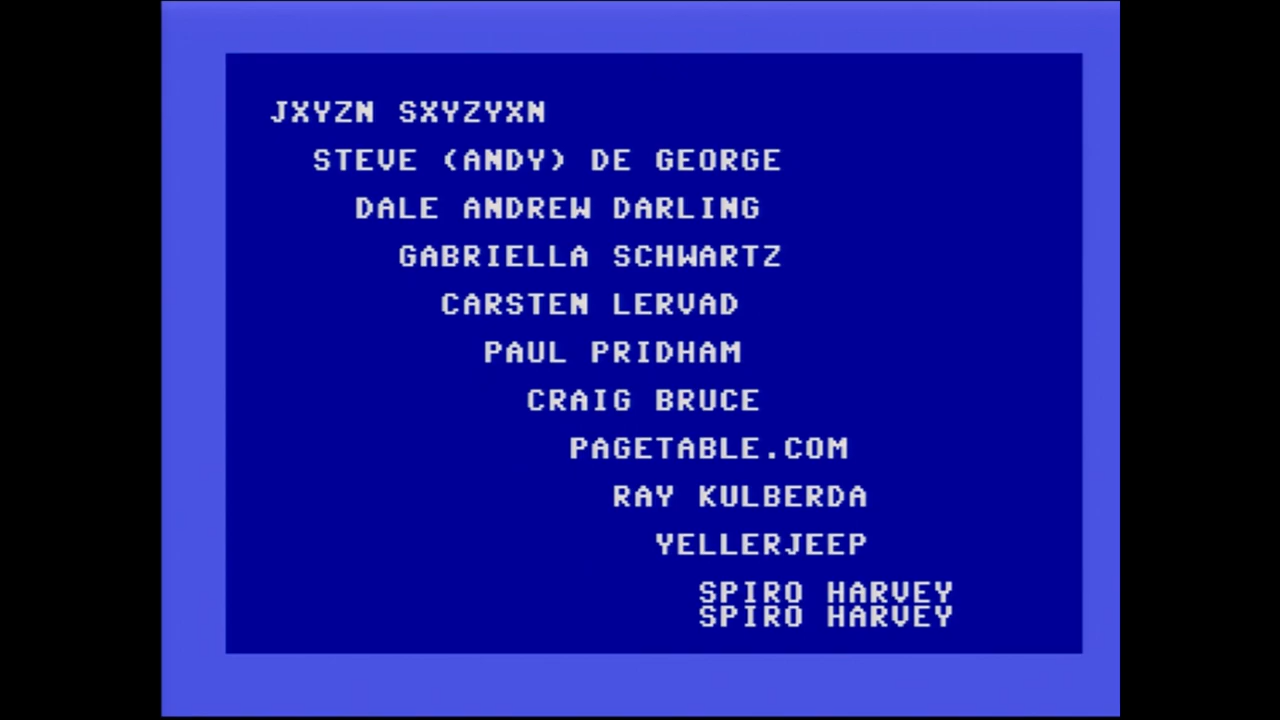 JXYZN SXYZYXN
STEVE (ANDY) DE GEORGE
DALE ANDREW DARLING
GABRIELLA SCHWARTZ
CARSTEN LERVAD
PAUL PRIDHAM
CRAIG BRUCE
PAGETABLE.COM
RAY KULBERDA
YELLERJEEP
SPIRO HARVEY
SPIRO HARVEY